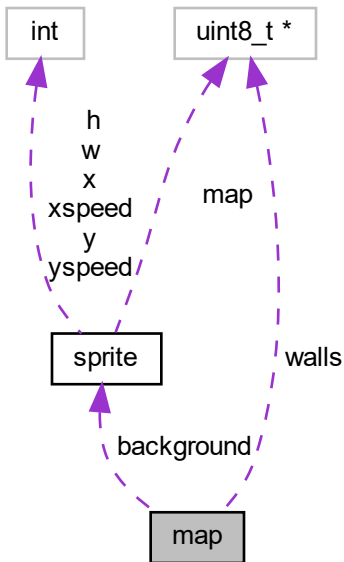 int
uint8_t *
h
w
x
xspeed
y
yspeed
map
sprite
walls
background
map